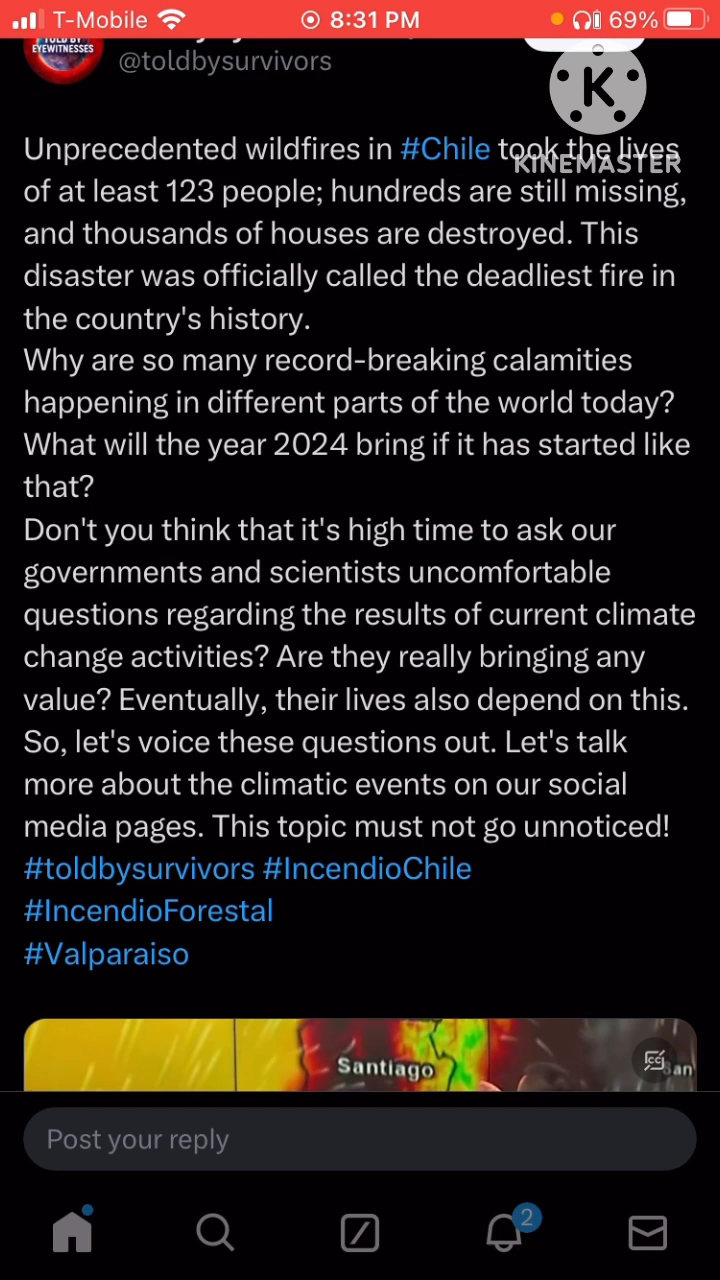 T-Mobile 8:31 PM 69%
EYEWITNESSES
@toldbysurvivors
K
KINEMASTER
Unprecedented wildfires in #Chile took the lives
of at least 123 people; hundreds are still missing,
and thousands of houses are destroyed. This
disaster was officially called the deadliest fire in
the country's history.
Why are so many record-breaking calamities
happening in different parts of the world today?
What will the year 2024 bring if it has started like
that?
Don't you think that it's high time to ask our
governments and scientists uncomfortable
questions regarding the results of current climate
change activities? Are they really bringing any
value? Eventually, their lives also depend on this.
So, let's voice these questions out. Let's talk
more about the climatic events on our social
media pages. This topic must not go unnoticed!
#toldbysurvivors #IncendioChile
#IncendioForestal
#Valparaiso
Santiago
San
Post your reply
2